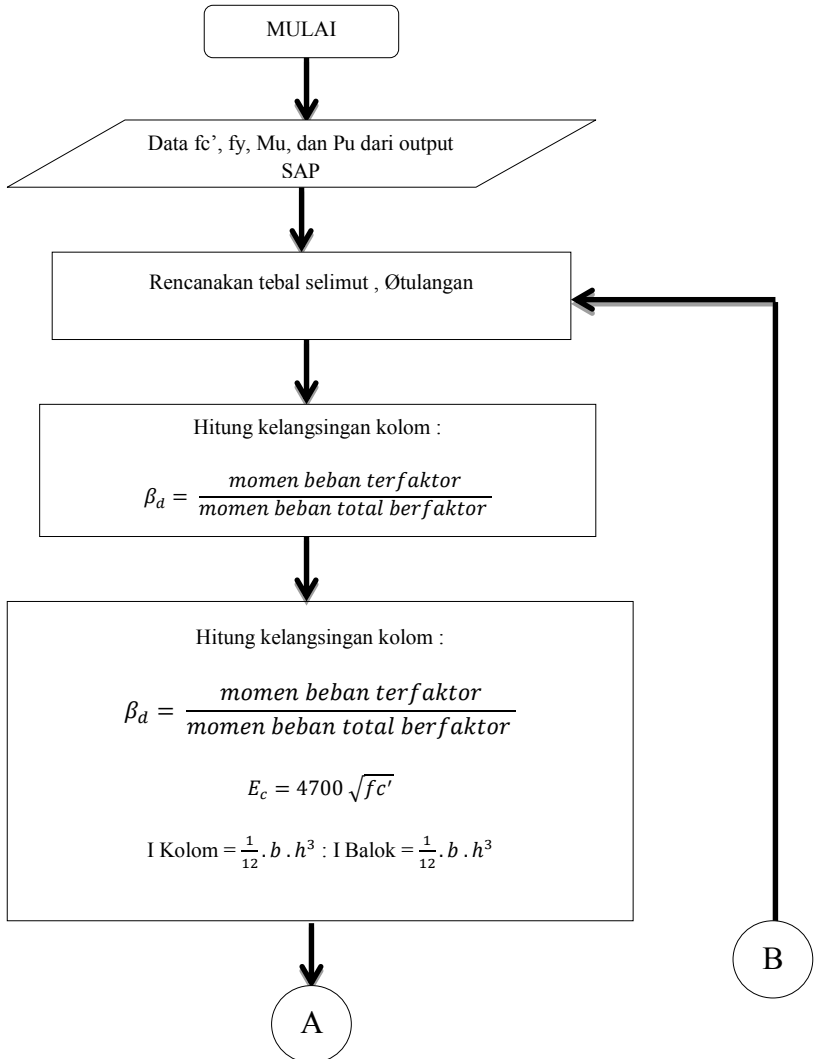 MULAI
Data fc’, fy, Mu, dan Pu dari output
SAP
Rencanakan tebal selimut , Øtulangan
Hitung kelangsingan kolom :
β_d = momen beban terfaktor / momen beban total berfaktor
Hitung kelangsingan kolom :
β_d = momen beban terfaktor / momen beban total berfaktor
E_c = 4700 √fc′
I Kolom = 1/12 . b . h³ : I Balok = 1/12 . b . h³
B
A